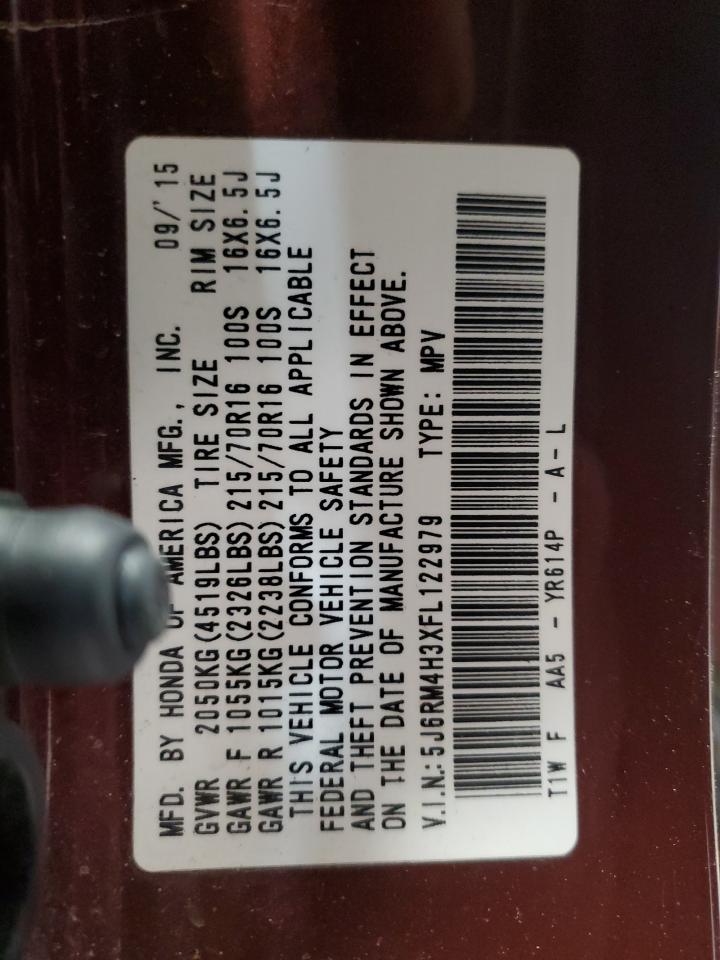 MFD. BY HONDA OF AMERICA MFG., INC. 09/'15
GVWR 2050KG(4519LBS) TIRE SIZE RIM SIZE
GAWR F 1055KG(2326LBS) 215/70R16 100S 16X6.5J
GAWR R 1015KG(2238LBS) 215/70R16 100S 16X6.5J
THIS VEHICLE CONFORMS TO ALL APPLICABLE
FEDERAL MOTOR VEHICLE SAFETY
AND THEFT PREVENTION STANDARDS IN EFFECT
ON THE DATE OF MANUFACTURE SHOWN ABOVE.
V.I.N.: 5J6RM4H3XFL122979 TYPE: MPV
T1W F AA5 - YR614P - A - L